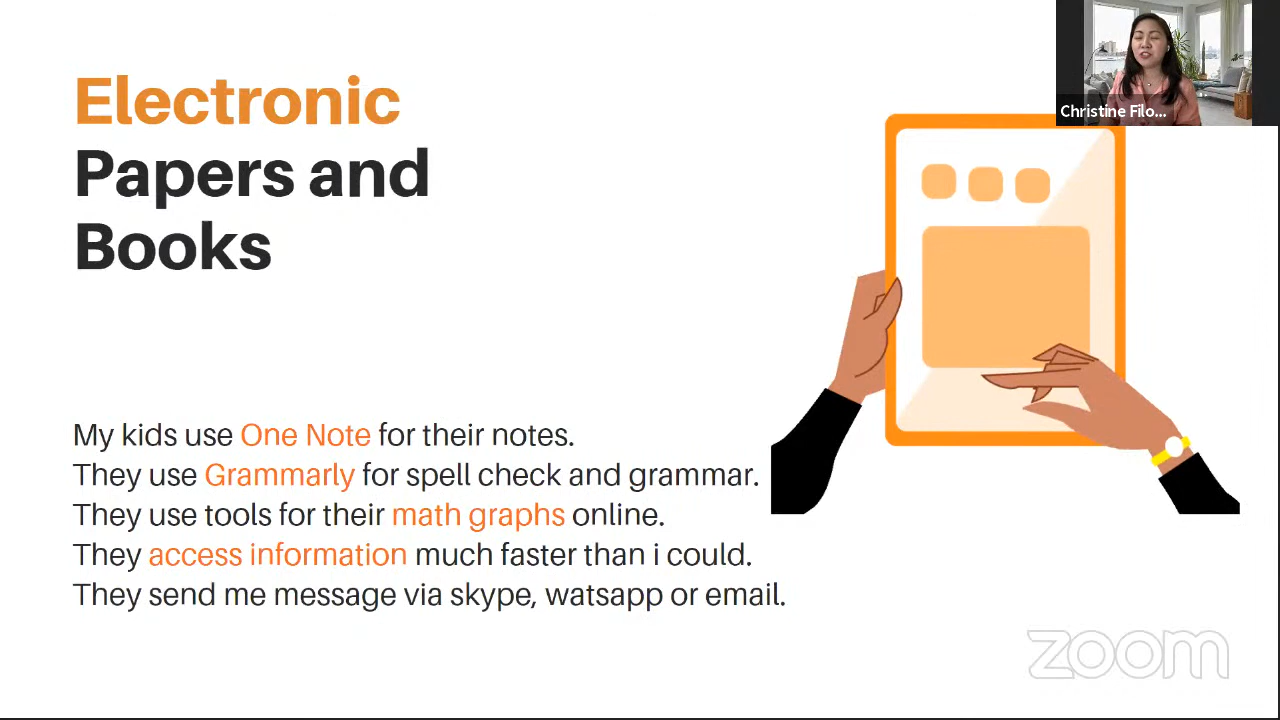 Electronic
Papers and
Books
My kids use One Note for their notes.
They use Grammarly for spell check and grammar.
They use tools for their math graphs online.
They access information much faster than i could.
They send me message via skype, watsapp or email.
Christine Filo...
zoom